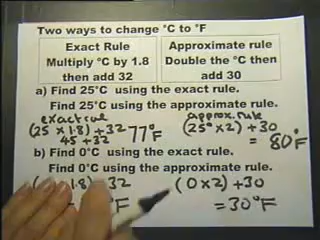 Two ways to change °C to °F
Exact Rule
Multiply °C by 1.8
then add 32
Approximate rule
Double the °C then
add 30
a) Find 25°C using the exact rule.
Find 25°C using the approximate rule.
exact rule
(25 x 1.8) + 32
45 + 32
77°F
approx. rule
(25° x 2) + 30
= 80°F
b) Find 0°C using the exact rule.
Find 0°C using the approximate rule.
1.8) + 32
°F
(0 x 2) + 30
= 30°F